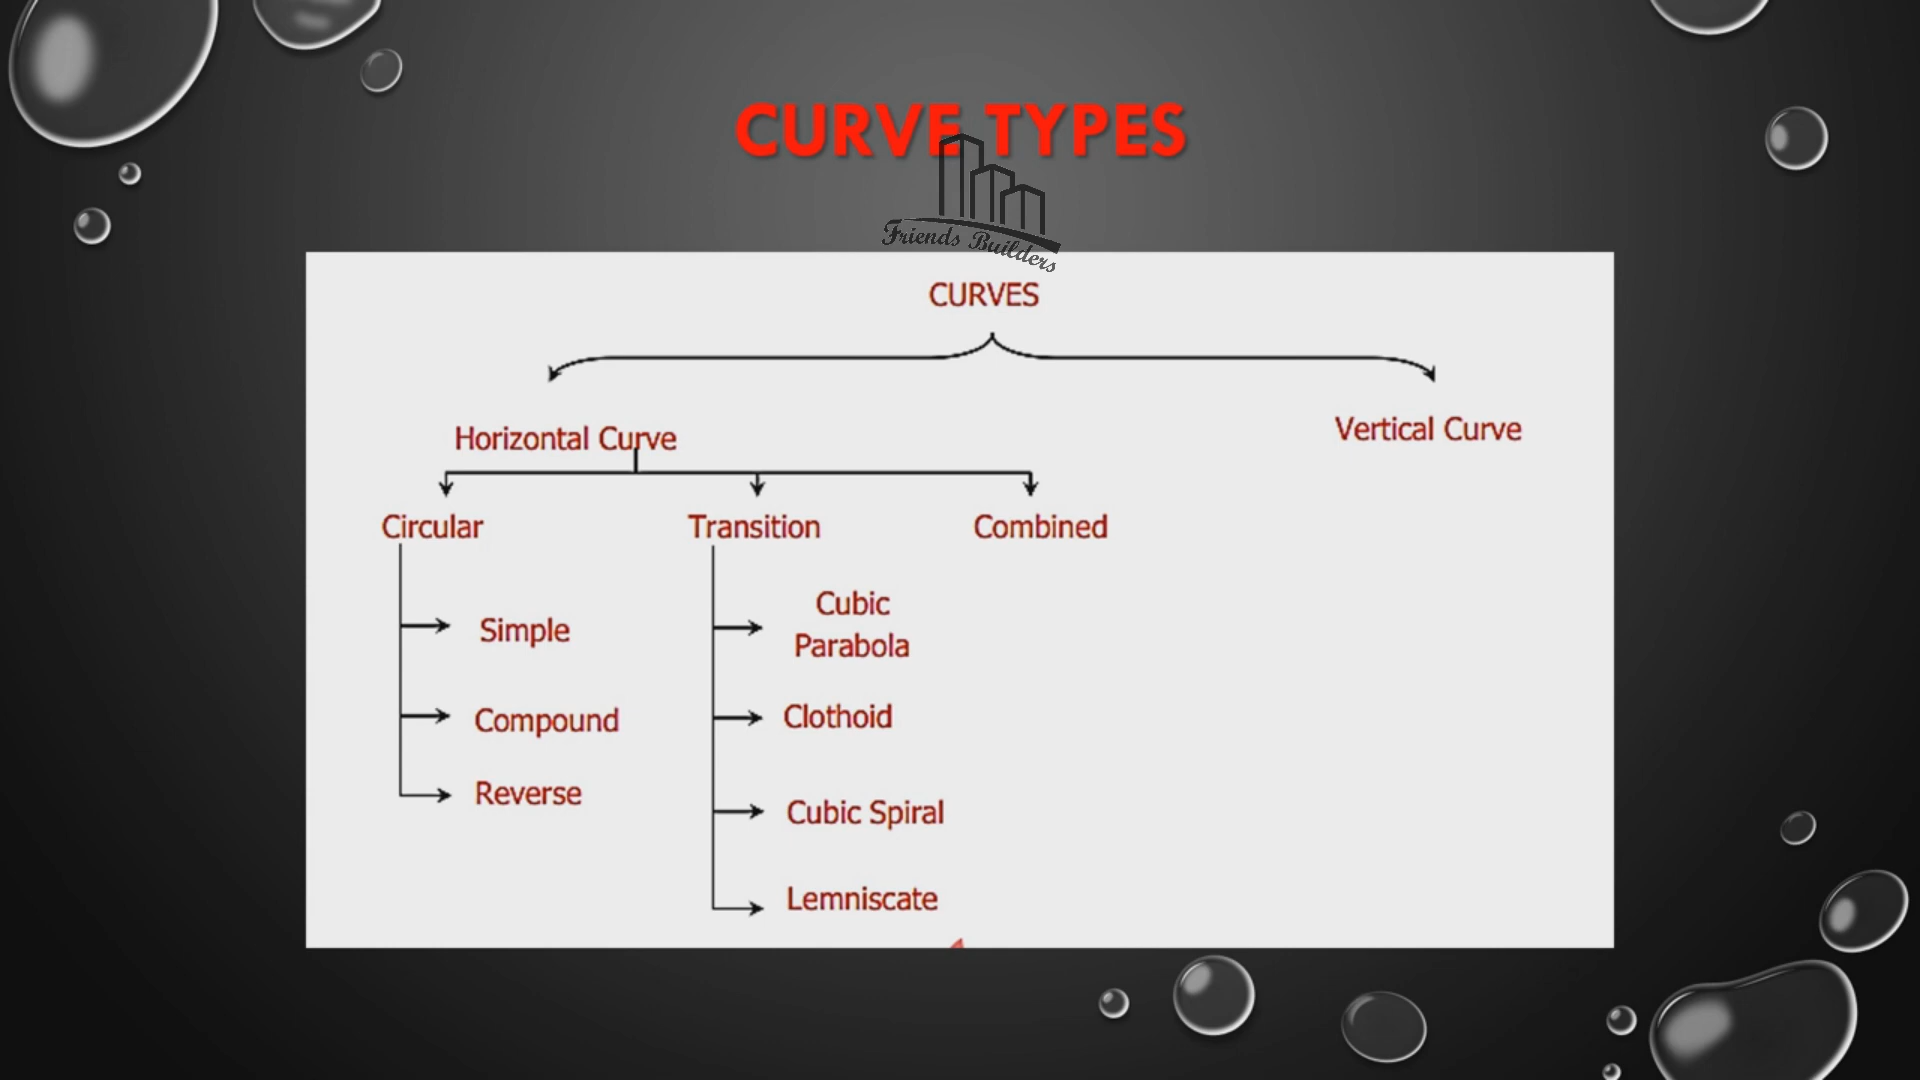 CURVE TYPES
Friends Builders
CURVES
Horizontal Curve
Vertical Curve
Circular
Transition
Combined
Simple
Compound
Reverse
Cubic
Parabola
Clothoid
Cubic Spiral
Lemniscate